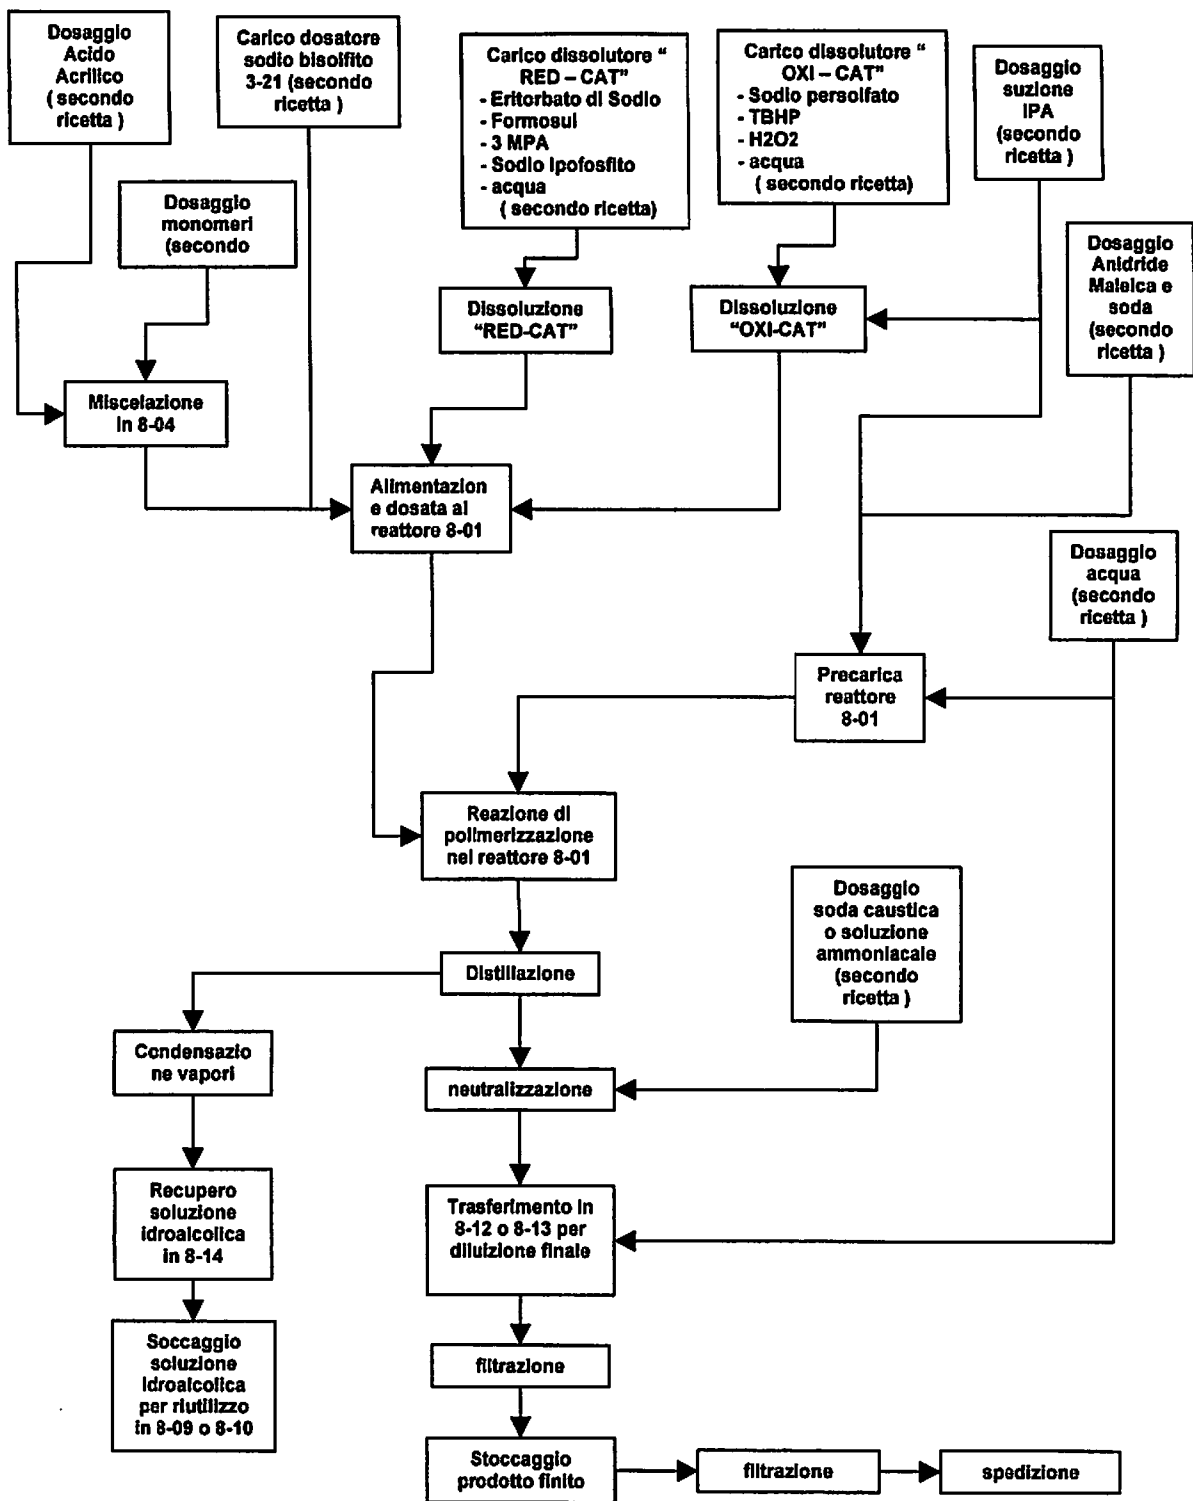 Dosaggio
Acido
Acrilico
( secondo
ricetta )
Carico dosatore
sodio bisolfito
3-21 (secondo
ricetta )
Carico dissolutore “
RED – CAT”
- Eritorbato di Sodio
- Formosul
- 3 MPA
- Sodio Ipofosfito
- acqua
( secondo ricetta)
Carico dissolutore “
OXI – CAT”
- Sodio persolfato
- TBHP
- H2O2
- acqua
( secondo ricetta)
Dosaggio
suzione
IPA
(secondo
ricetta )
Dosaggio
monomeri
(secondo
Dosaggio
Anidride
Maleica e
soda
(secondo
ricetta )
Dissoluzione
“RED-CAT”
Dissoluzione
“OXI-CAT”
Miscelazione
in 8-04
Alimentazion
e dosata al
reattore 8-01
Dosaggio
acqua
(secondo
ricetta )
Precarica
reattore
8-01
Reazione di
polimerizzazione
nel reattore 8-01
Dosaggio
soda caustica
o soluzione
ammoniacale
(secondo
ricetta )
Distillazione
Condensazio
ne vapori
neutralizzazione
Recupero
soluzione
idroalcolica
in 8-14
Trasferimento in
8-12 o 8-13 per
diluizione finale
Soccaggio
soluzione
idroalcolica
per riutilizzo
in 8-09 o 8-10
filtrazione
Stoccaggio
prodotto finito
filtrazione
spedizione